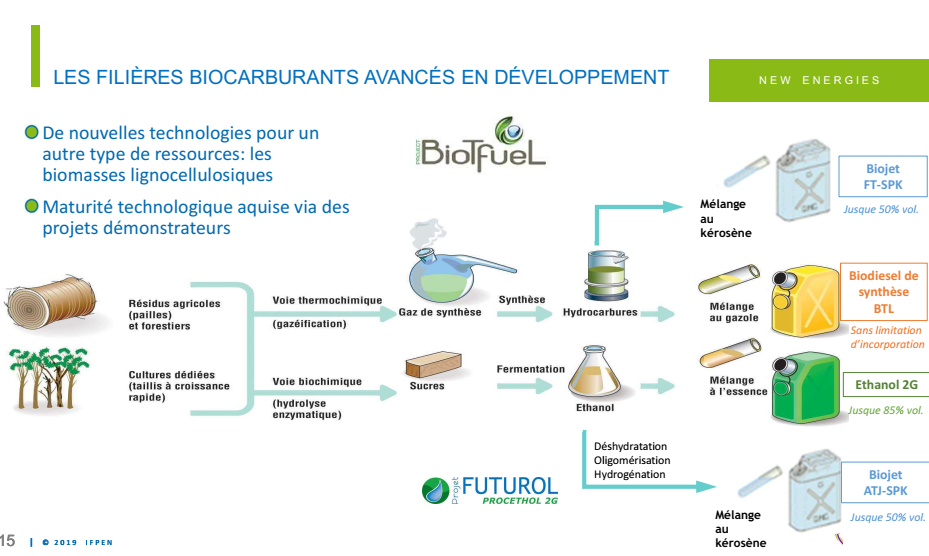 LES FILIÈRES BIOCARBURANTS AVANCÉS EN DÉVELOPPEMENT
NEW ENERGIES
De nouvelles technologies pour un
autre type de ressources: les
biomasses lignocellulosiques
Maturité technologique aquise via des
projets démonstrateurs
PROJECT
BioTfueL
Mélange
au
kérosène
Biojet
FT-SPK
Jusque 50% vol.
Résidus agricoles
(pailles)
et forestiers
Voie thermochimique
(gazéification)
Gaz de synthèse
Synthèse
Hydrocarbures
Mélange
au gazole
Biodiesel de
synthèse
BTL
Sans limitation
d'incorporation
Cultures dédiées
(taillis à croissance
rapide)
Voie biochimique
(hydrolyse
enzymatique)
Sucres
Fermentation
Ethanol
Mélange
à l'essence
Ethanol 2G
Jusque 85% vol.
Déshydratation
Oligomérisation
Hydrogénation
Projet
FUTUROL
PROCETHOL 2G
Mélange
au
kérosène
Biojet
ATJ-SPK
Jusque 50% vol.
15 | © 2019 IFPEN